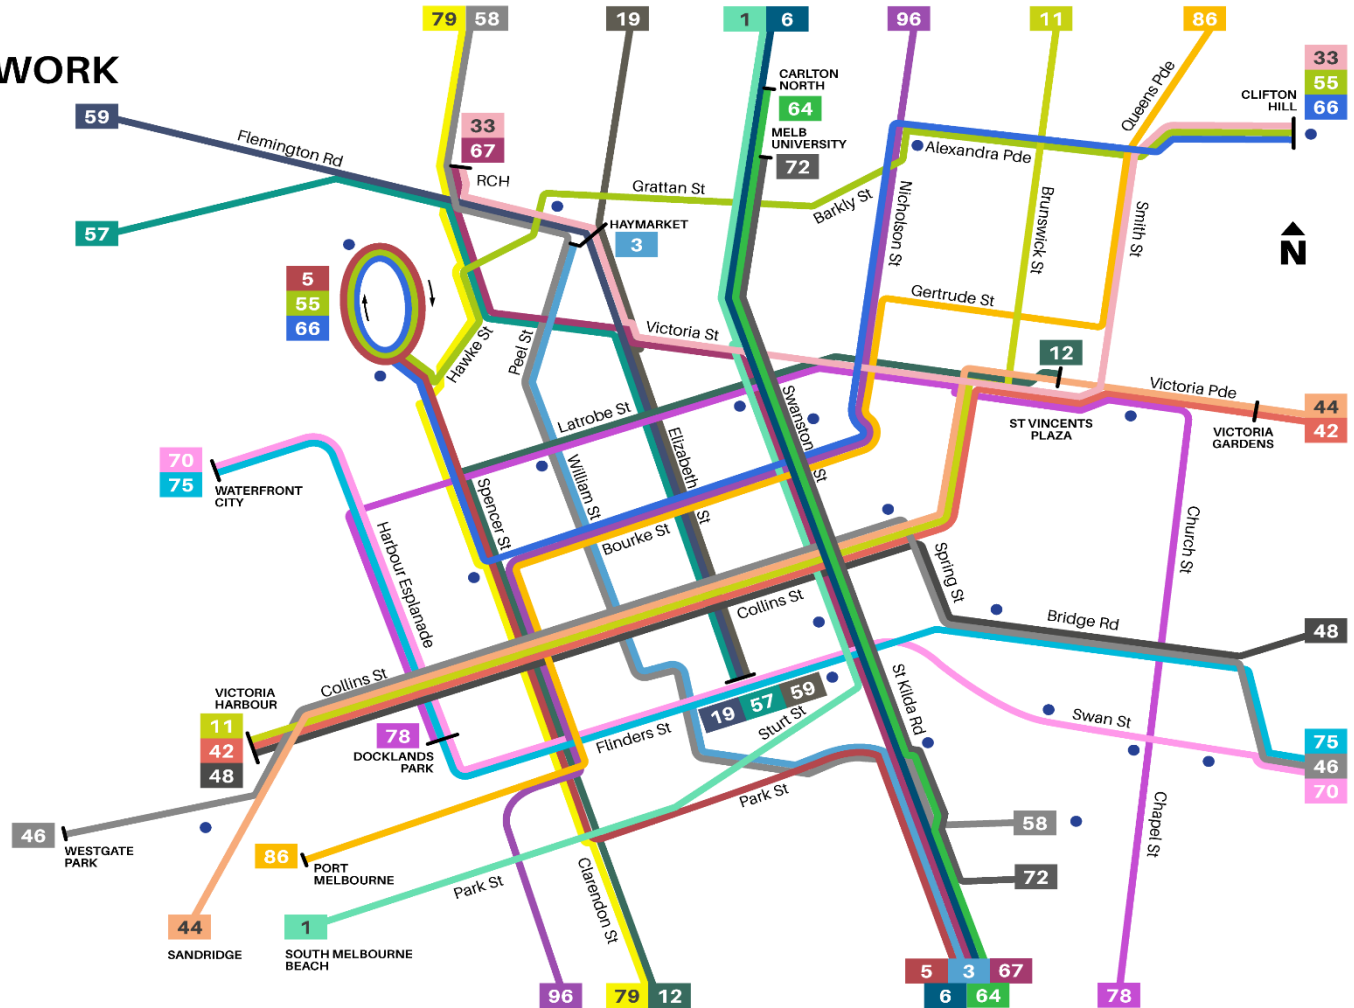 79 58
19
1 6
96
11
86
WORK
33
55
66
CLIFTON
HILL
CARLTON
NORTH
64
MELB
UNIVERSITY
72
59
Flemington Rd
33
67
RCH
Queens Pde
Alexandra Pde
Grattan St
Barkly St
Nicholson St
Brunswick St
Smith St
57
HAYMARKET
3
N
5
55
66
Hawke St
Peel St
Victoria St
Gertrude St
12
Victoria Pde
44
42
VICTORIA
GARDENS
ST VINCENTS
PLAZA
Latrobe St
Swanston St
Elizabeth St
William St
Spencer St
Bourke St
70
75
WATERFRONT
CITY
Harbour Esplanade
Church St
Spring St
Collins St
Bridge Rd
48
Collins St
VICTORIA
HARBOUR
11
42
48
78
DOCKLANDS
PARK
19 57 59
Sturt St
Flinders St
St Kilda Rd
Swan St
75
46
70
Park St
Chapel St
58
72
46
WESTGATE
PARK
86
PORT
MELBOURNE
Park St
Clarendon St
44
SANDRIDGE
1
SOUTH MELBOURNE
BEACH
96
79 12
5 3 67
6 64
78